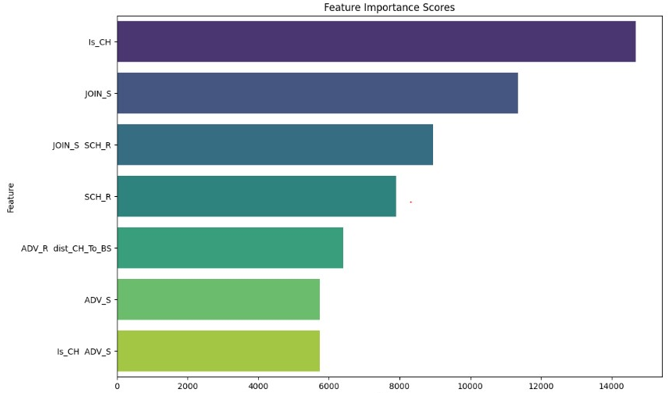 Feature Importance Scores
Is_CH
JOIN_S
JOIN_S SCH_R
SCH_R
ADV_R dist_CH_To_BS
ADV_S
Is_CH ADV_S
Feature
0 2000 4000 6000 8000 10000 12000 14000